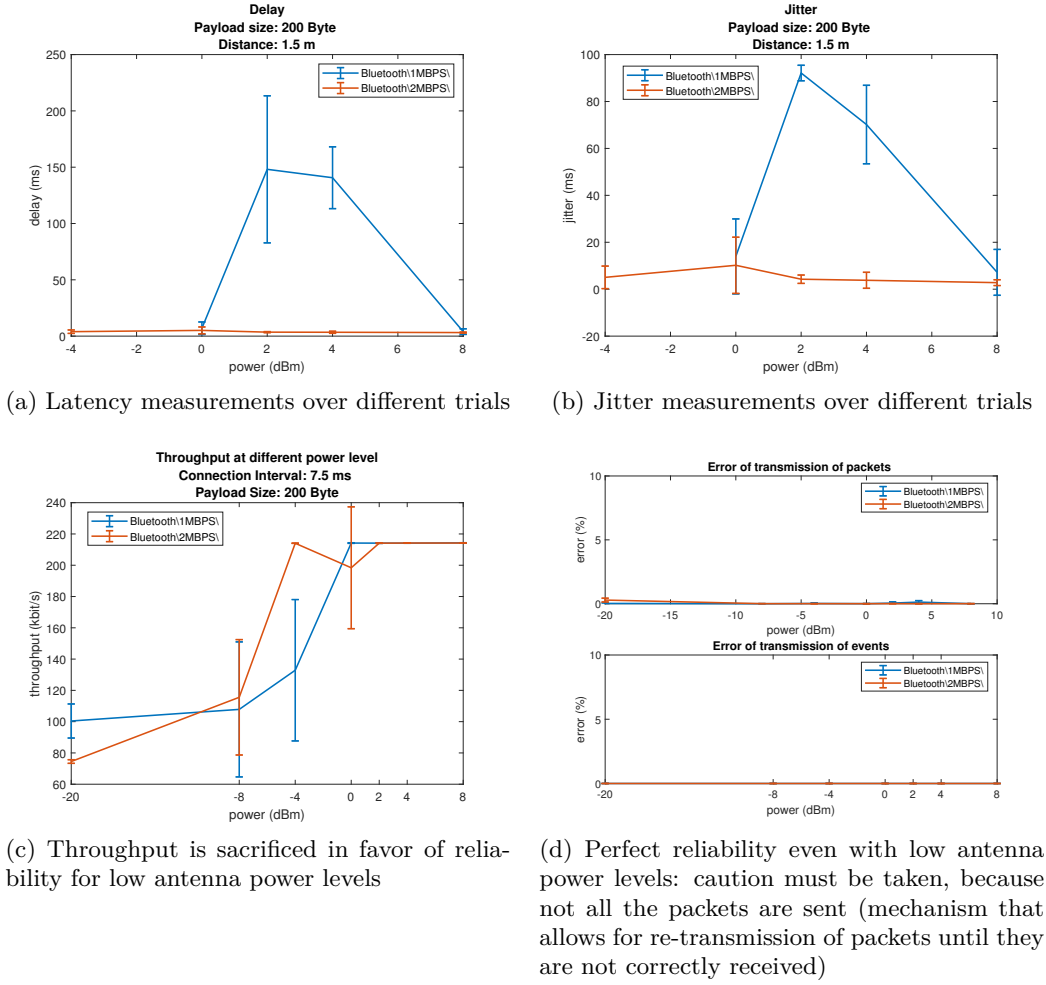 Delay
Payload size: 200 Byte
Distance: 1.5 m
250
200
150
100
50
0
delay (ms)
-4
-2
0
2
4
6
8
power (dBm)
Bluetooth\1MBPS\
Bluetooth\2MBPS\
(a) Latency measurements over different trials
Jitter
Payload size: 200 Byte
Distance: 1.5 m
100
80
60
40
20
0
-20
jitter (ms)
-4
-2
0
2
4
6
8
power (dBm)
Bluetooth\1MBPS\
Bluetooth\2MBPS\
(b) Jitter measurements over different trials
Throughput at different power level
Connection Interval: 7.5 ms
Payload Size: 200 Byte
240
220
200
180
160
140
120
100
80
60
throughput (kbit/s)
-20
-8
-4
0
2
4
8
power (dBm)
Bluetooth\1MBPS\
Bluetooth\2MBPS\
(c) Throughput is sacrificed in favor of relia-
bility for low antenna power levels
Error of transmission of packets
10
5
0
error (%)
-20
-15
-10
-5
0
5
10
power (dBm)
Bluetooth\1MBPS\
Bluetooth\2MBPS\
Error of transmission of events
10
5
0
error (%)
-20
-8
-4
0
2
4
8
power (dBm)
Bluetooth\1MBPS\
Bluetooth\2MBPS\
(d) Perfect reliability even with low antenna
power levels: caution must be taken, because
not all the packets are sent (mechanism that
allows for re-transmission of packets until they
are not correctly received)